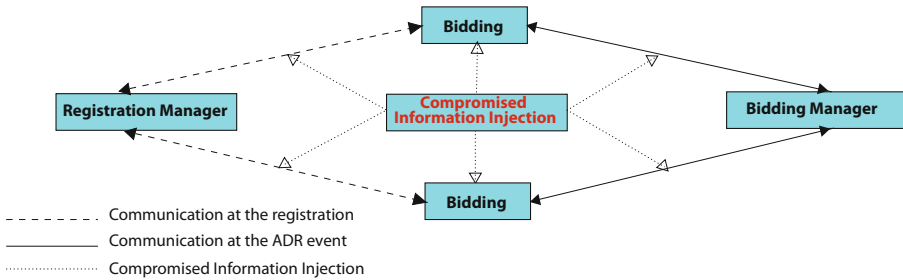 Bidding
Registration Manager
Compromised
Information Injection
Bidding Manager
Bidding
Communication at the registration
Communication at the ADR event
Compromised Information Injection